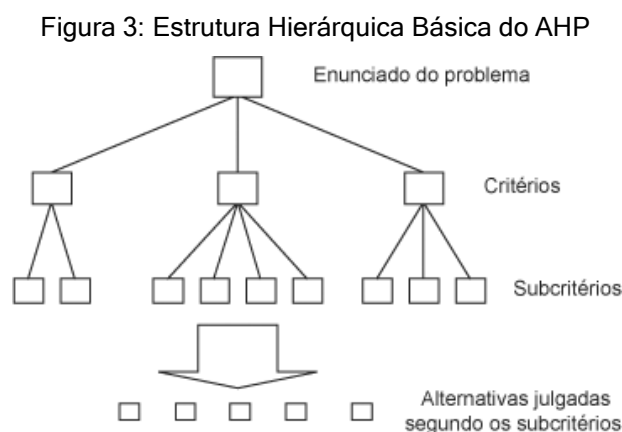 Figura 3: Estrutura Hierárquica Básica do AHP
Enunciado do problema
Critérios
Subcritérios
Alternativas julgadas
segundo os subcritérios